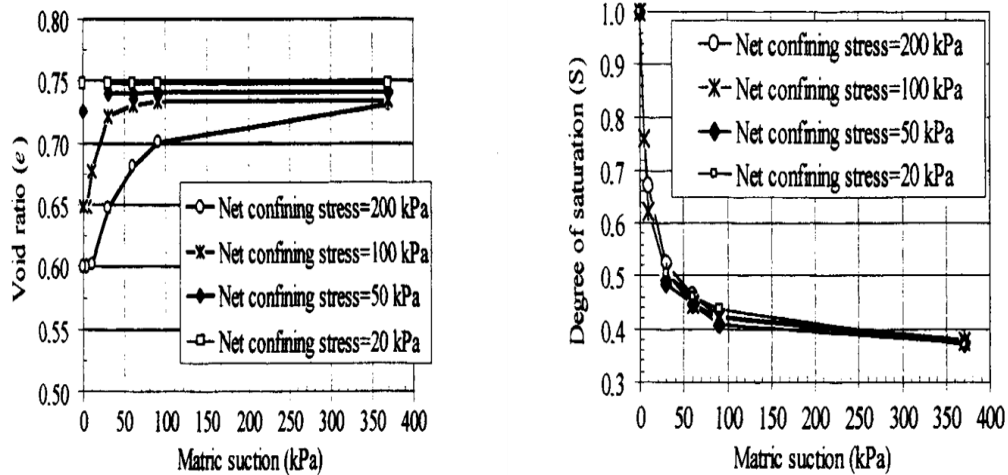 0.80
0.75
0.70
0.65
0.60
0.55
0.50
Void ratio (e)
Net confining stress=200 kPa
Net confining stress=100 kPa
Net confining stress=50 kPa
Net confining stress=20 kPa
0 50 100 150 200 250 300 350 400
Matric suction (kPa)
1.0
0.9
0.8
0.7
0.6
0.5
0.4
0.3
Degree of saturation (S)
Net confining stress=200 kPa
Net confining stress=100 kPa
Net confining stress=50 kPa
Net confining stress=20 kPa
0 50 100 150 200 250 300 350 400
Matric suction (kPa)